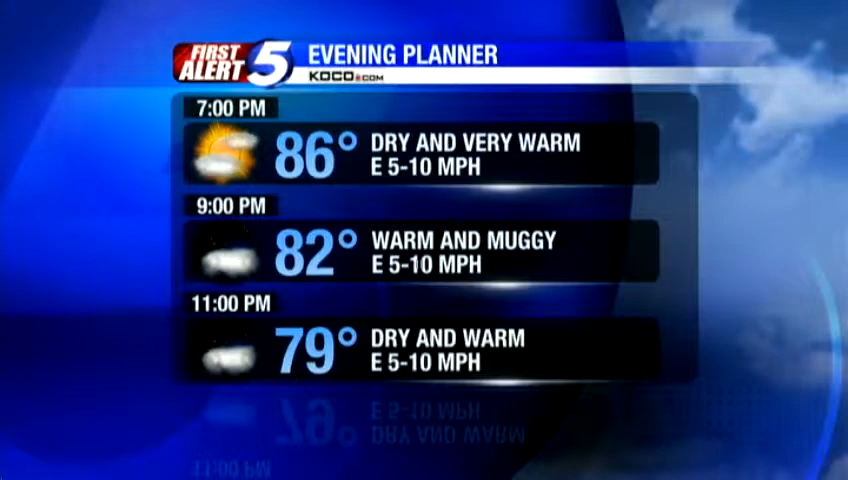 FIRST ALERT 5
EVENING PLANNER
KOCO.COM
7:00 PM
86° DRY AND VERY WARM
E 5-10 MPH
9:00 PM
82° WARM AND MUGGY
E 5-10 MPH
11:00 PM
79° DRY AND WARM
E 5-10 MPH